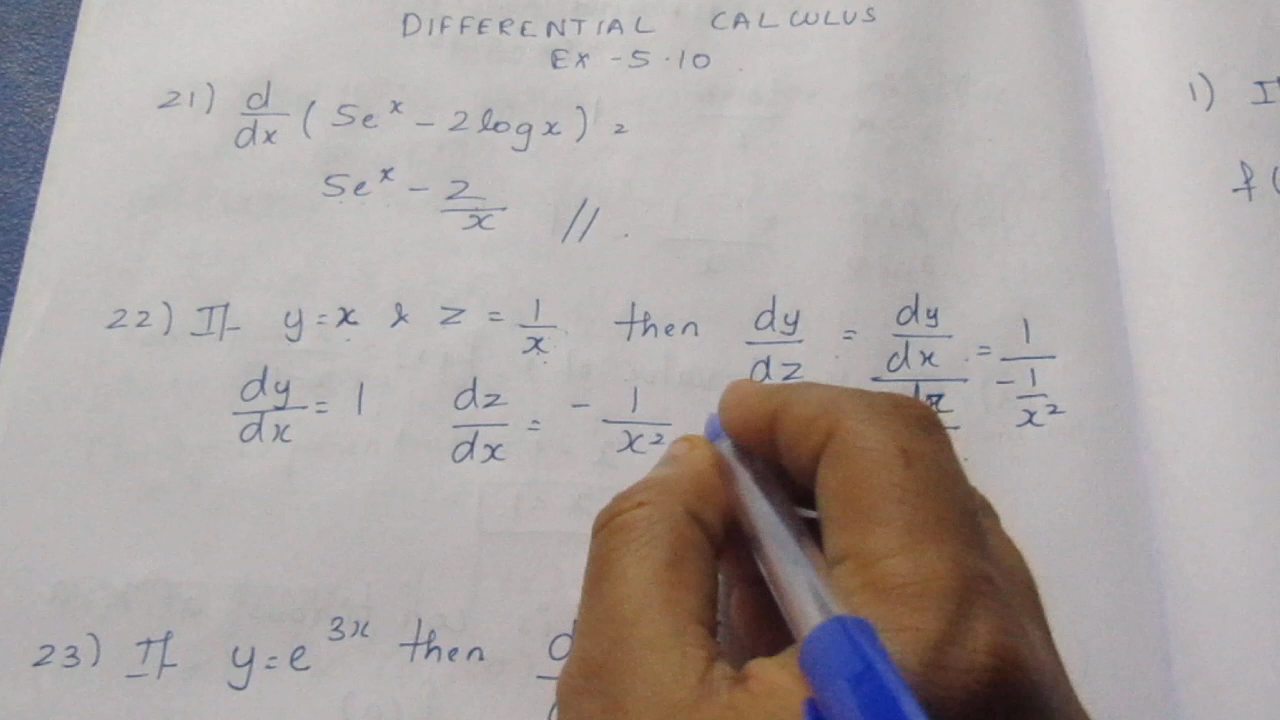 DIFFERENTIAL CALCULUS
EX - 5.10
21) d/dx (5e^x - 2 log x) =
5e^x - 2/x //.
22) If y = x & z = 1/x then dy/dz = dy/dx / dz/ = 1 / -1/x²
dy/dx = 1 dz/dx = - 1/x²
23) If y = e^3x then
1) If
f(